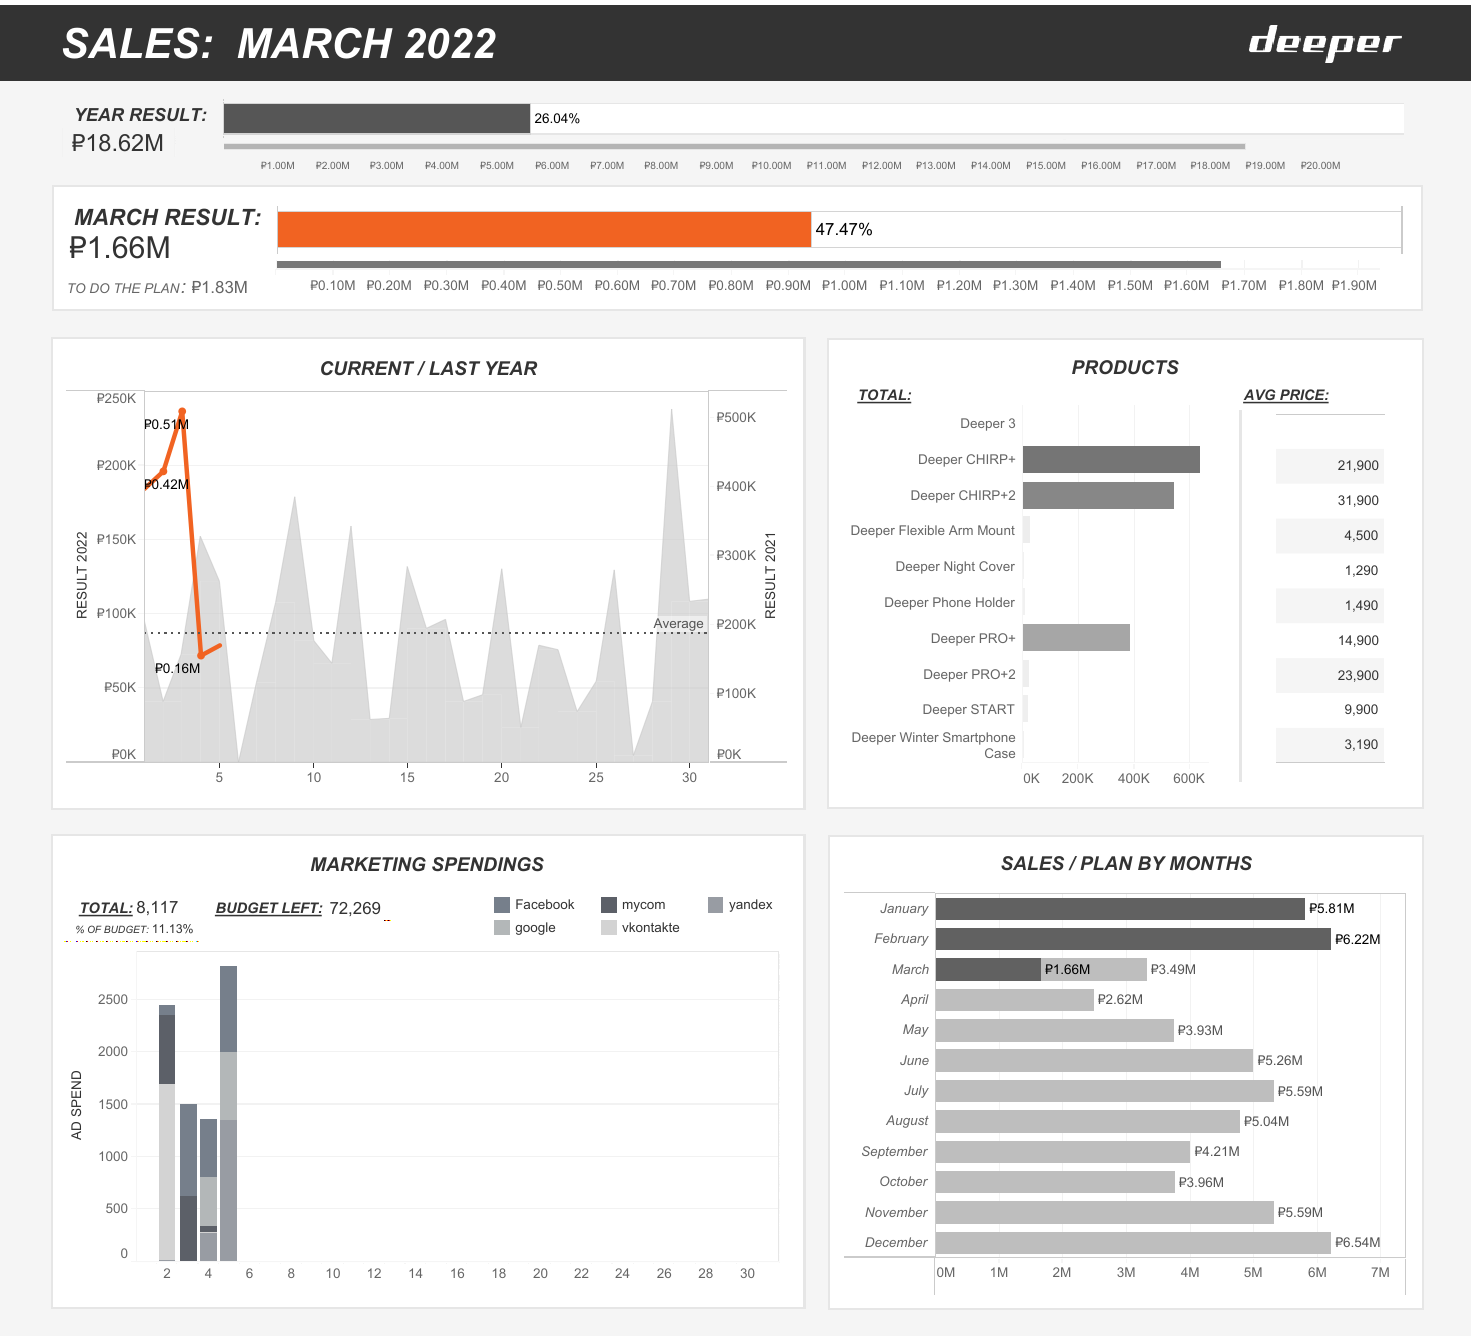 SALES: MARCH 2022
deeper
YEAR RESULT:
₽18.62M
26.04%
₽1.00M ₽2.00M ₽3.00M ₽4.00M ₽5.00M ₽6.00M ₽7.00M ₽8.00M ₽9.00M ₽10.00M ₽11.00M ₽12.00M ₽13.00M ₽14.00M ₽15.00M ₽16.00M ₽17.00M ₽18.00M ₽19.00M ₽20.00M
MARCH RESULT:
₽1.66M
47.47%
TO DO THE PLAN: ₽1.83M
₽0.10M ₽0.20M ₽0.30M ₽0.40M ₽0.50M ₽0.60M ₽0.70M ₽0.80M ₽0.90M ₽1.00M ₽1.10M ₽1.20M ₽1.30M ₽1.40M ₽1.50M ₽1.60M ₽1.70M ₽1.80M ₽1.90M
CURRENT / LAST YEAR
RESULT 2022
₽250K
₽200K
₽150K
₽100K
₽50K
₽0K
₽0.51M
₽0.42M
₽0.16M
Average
₽500K
₽400K
₽300K
₽200K
₽100K
₽0K
RESULT 2021
5 10 15 20 25 30
PRODUCTS
TOTAL:
AVG PRICE:
Deeper 3
Deeper CHIRP+ 21,900
Deeper CHIRP+2 31,900
Deeper Flexible Arm Mount 4,500
Deeper Night Cover 1,290
Deeper Phone Holder 1,490
Deeper PRO+ 14,900
Deeper PRO+2 23,900
Deeper START 9,900
Deeper Winter Smartphone
Case 3,190
0K 200K 400K 600K
MARKETING SPENDINGS
TOTAL: 8,117
BUDGET LEFT: 72,269
% OF BUDGET: 11.13%
Facebook mycom yandex
google vkontakte
AD SPEND
2500
2000
1500
1000
500
0
2 4 6 8 10 12 14 16 18 20 22 24 26 28 30
SALES / PLAN BY MONTHS
January ₽5.81M
February ₽6.22M
March ₽1.66M ₽3.49M
April ₽2.62M
May ₽3.93M
June ₽5.26M
July ₽5.59M
August ₽5.04M
September ₽4.21M
October ₽3.96M
November ₽5.59M
December ₽6.54M
0M 1M 2M 3M 4M 5M 6M 7M